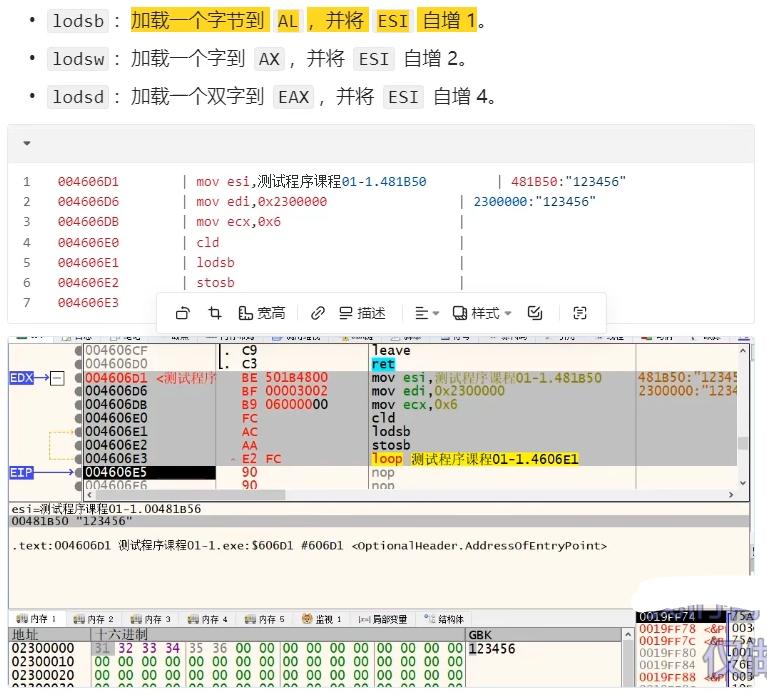 • lodsb : 加载一个字节到 AL ，并将 ESI 自增 1。
• lodsw : 加载一个字到 AX ，并将 ESI 自增 2。
• lodsd : 加载一个双字到 EAX ，并将 ESI 自增 4。
1 004606D1 | mov esi,测试程序课程01-1.481B50 | 481B50:"123456"
2 004606D6 | mov edi,0x2300000 | 2300000:"123456"
3 004606DB | mov ecx,0x6 |
4 004606E0 | cld |
5 004606E1 | lodsb |
6 004606E2 | stosb |
7 004606E3
宽高 描述 样式
004606CF C9 leave
004606D0 C3 ret
EDX 004606D1 <测试程序 BE 501B4800 mov esi,测试程序课程01-1.481B50 481B50:"12345
004606D6 BF 00003002 mov edi,0x2300000 2300000:"1234
004606DB B9 06000000 mov ecx,0x6
004606E0 FC cld
004606E1 AC lodsb
004606E2 AA stosb
004606E3 E2 FC loop 测试程序课程01-1.4606E1
EIP 004606E5 90 nop
004606E6 90 nop
esi=测试程序课程01-1.00481B56
00481B50 "123456"
.text:004606D1 测试程序课程01-1.exe:$606D1 #606D1 <OptionalHeader.AddressOfEntryPoint>
内存 1 内存 2 内存 3 内存 4 内存 5 监视 1 局部变量 结构体
地址 十六进制 GBK
02300000 31 32 33 34 35 36 00 00 00 00 00 00 00 00 00 00 123456
02300010 00 00 00 00 00 00 00 00 00 00 00 00 00 00 00 00
02300020 00 00 00 00 00 00 00 00 00 00 00 00 00 00 00 00
0019FF74 75A
0019FF78 <&P 003
0019FF7C <&P 75A
0019FF80
0019FF84 76E
0019FF88 <&P 003